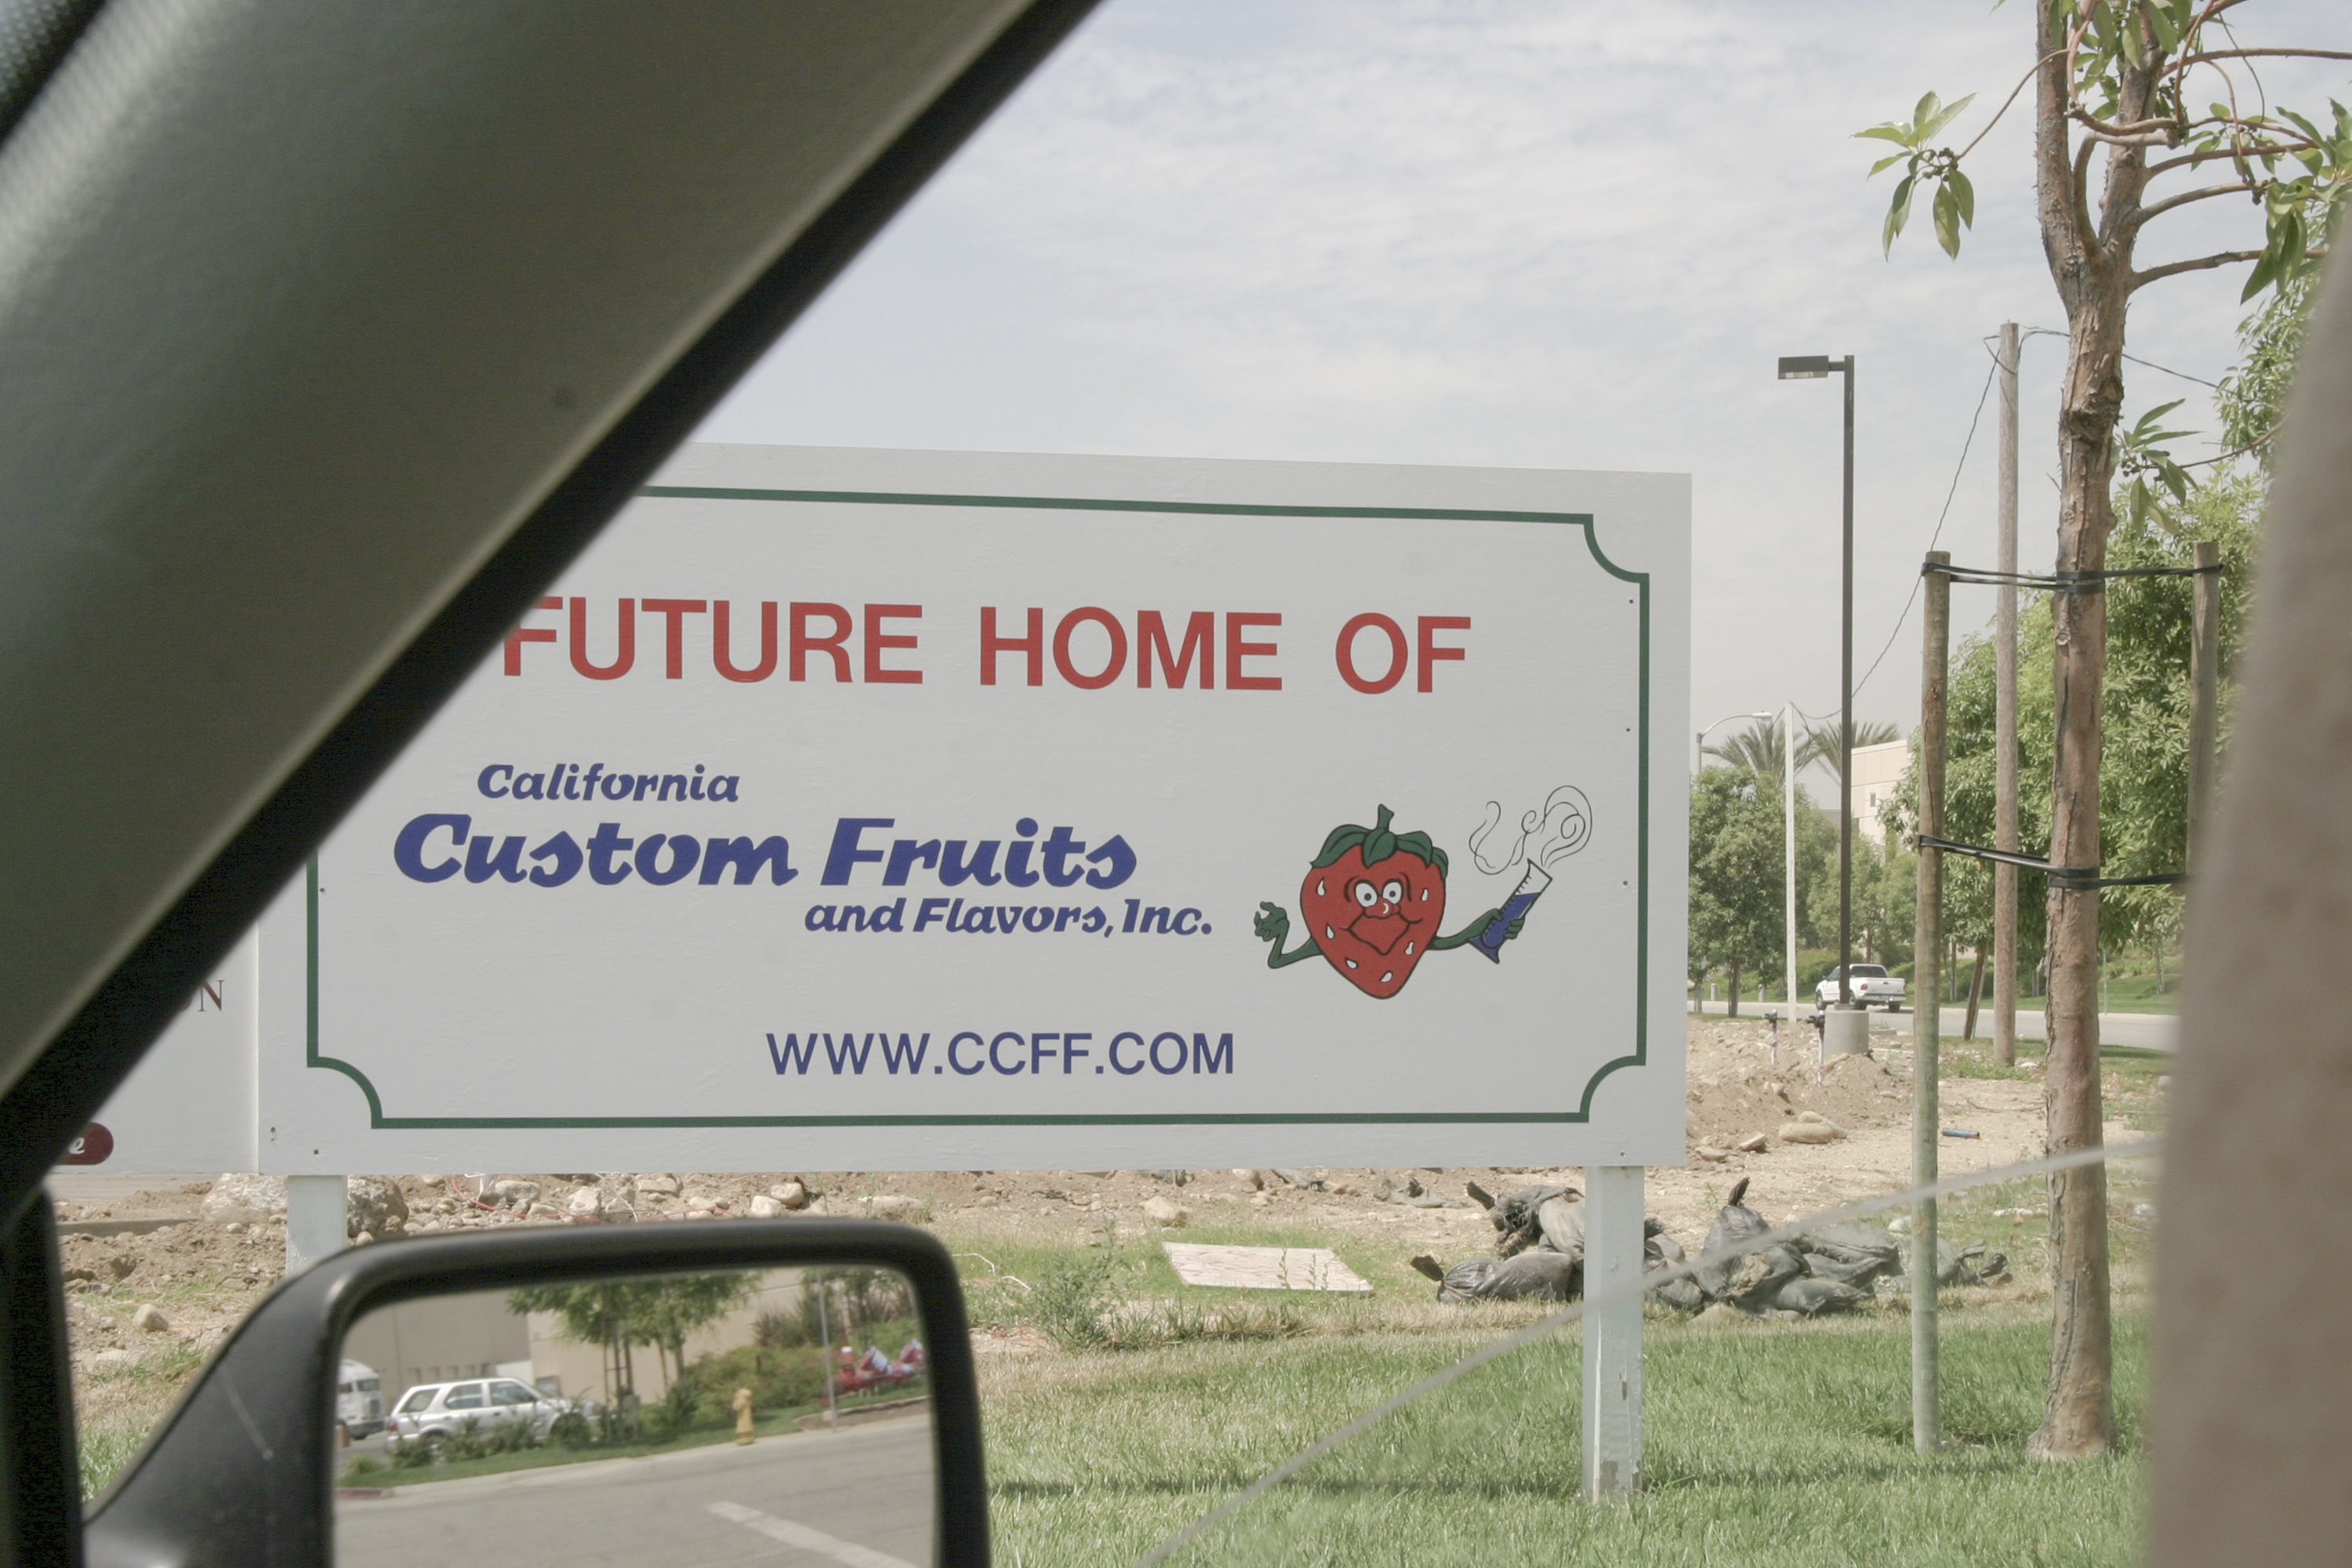 FUTURE HOME OF
California
Custom Fruits
and Flavors, Inc.
WWW.CCFF.COM